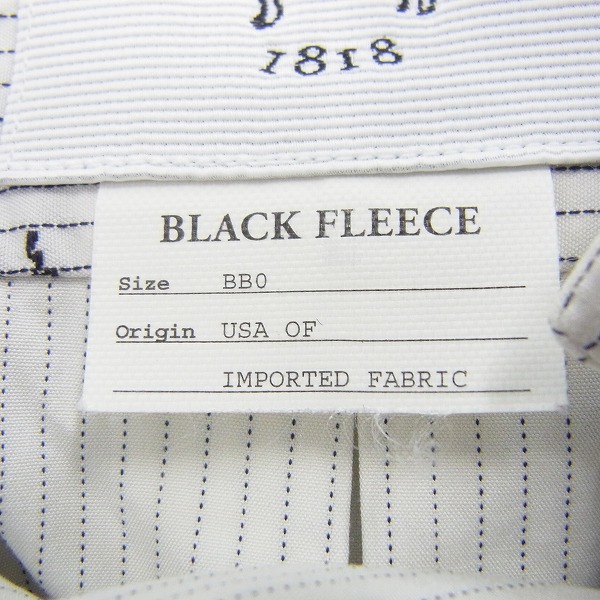 1818
BLACK FLEECE
Size BB0
Origin USA OF
IMPORTED FABRIC